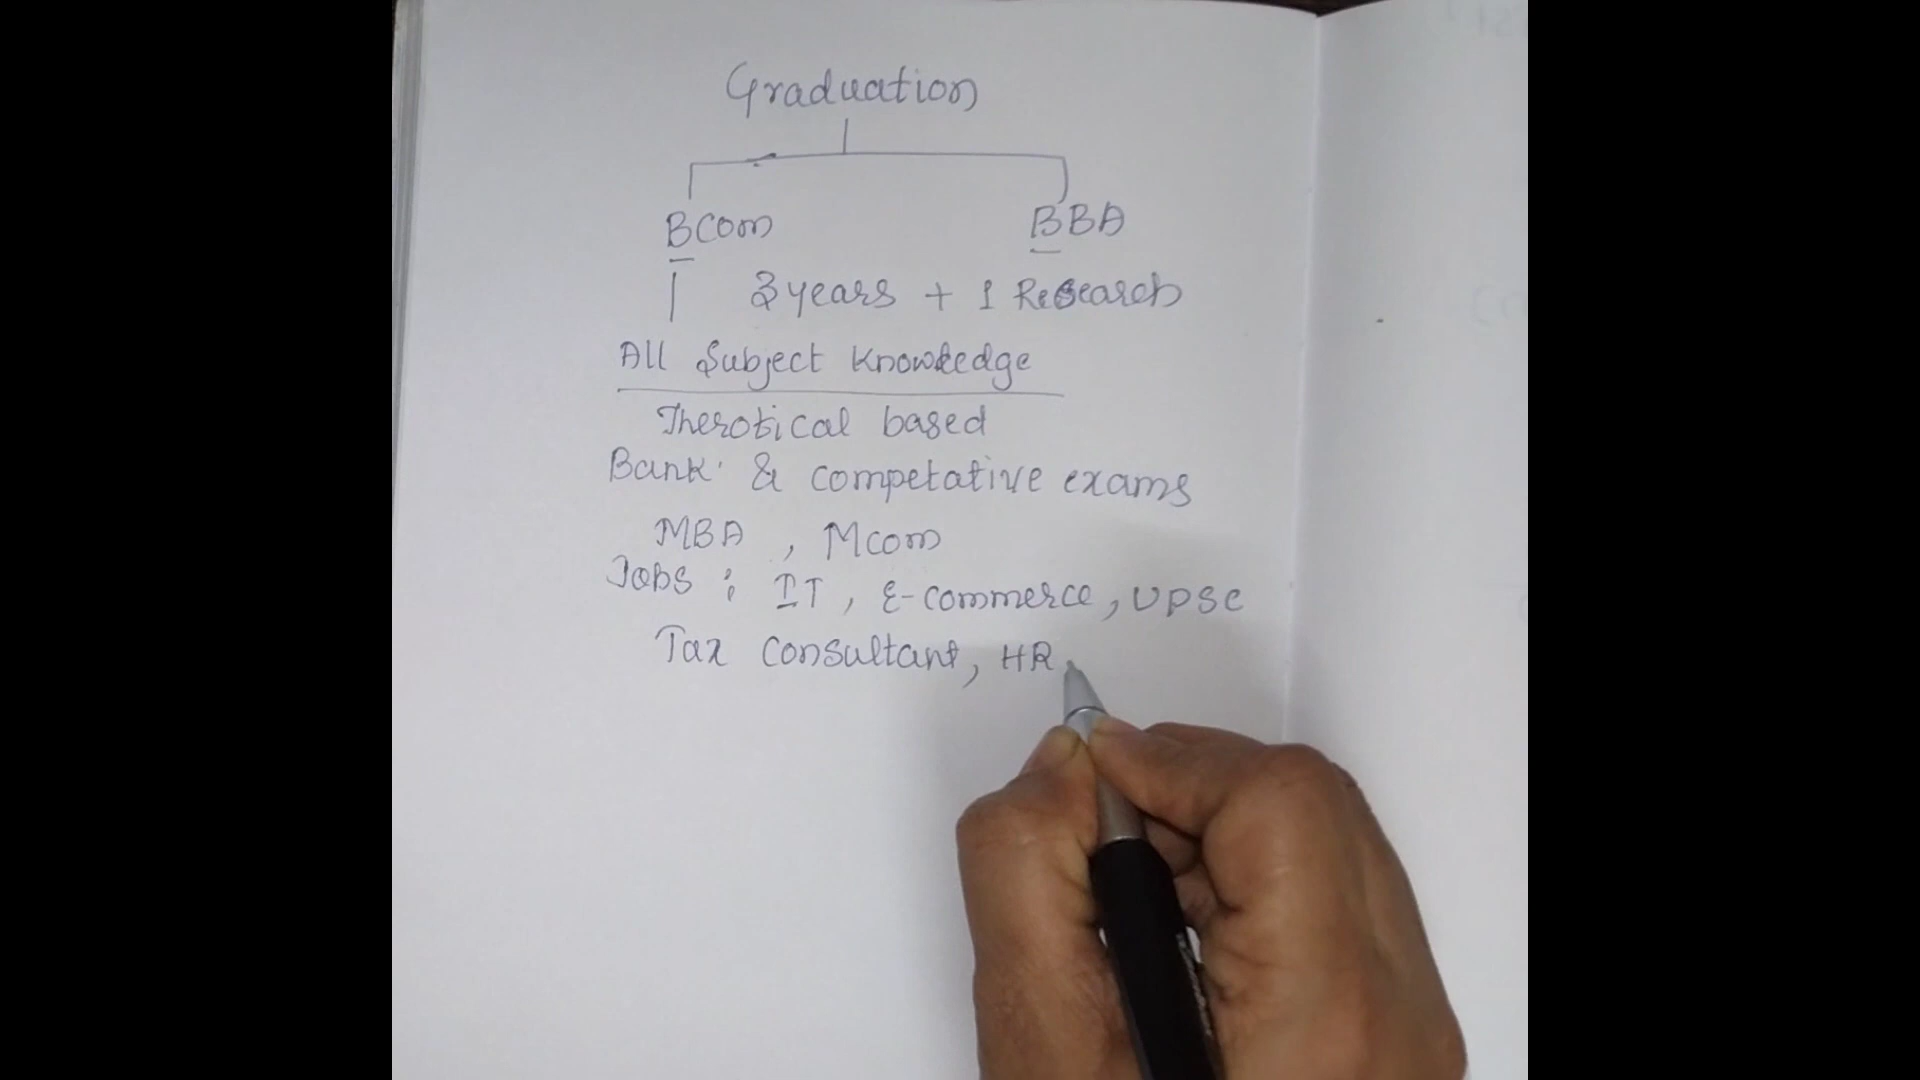 Graduation
BCom BBA
3 years + 1 Research
All Subject Knowledge
Therotical based
Bank & competative exams
MBA, Mcom
Jobs : IT, E-commerce, UPSC
Tax Consultant, HR,